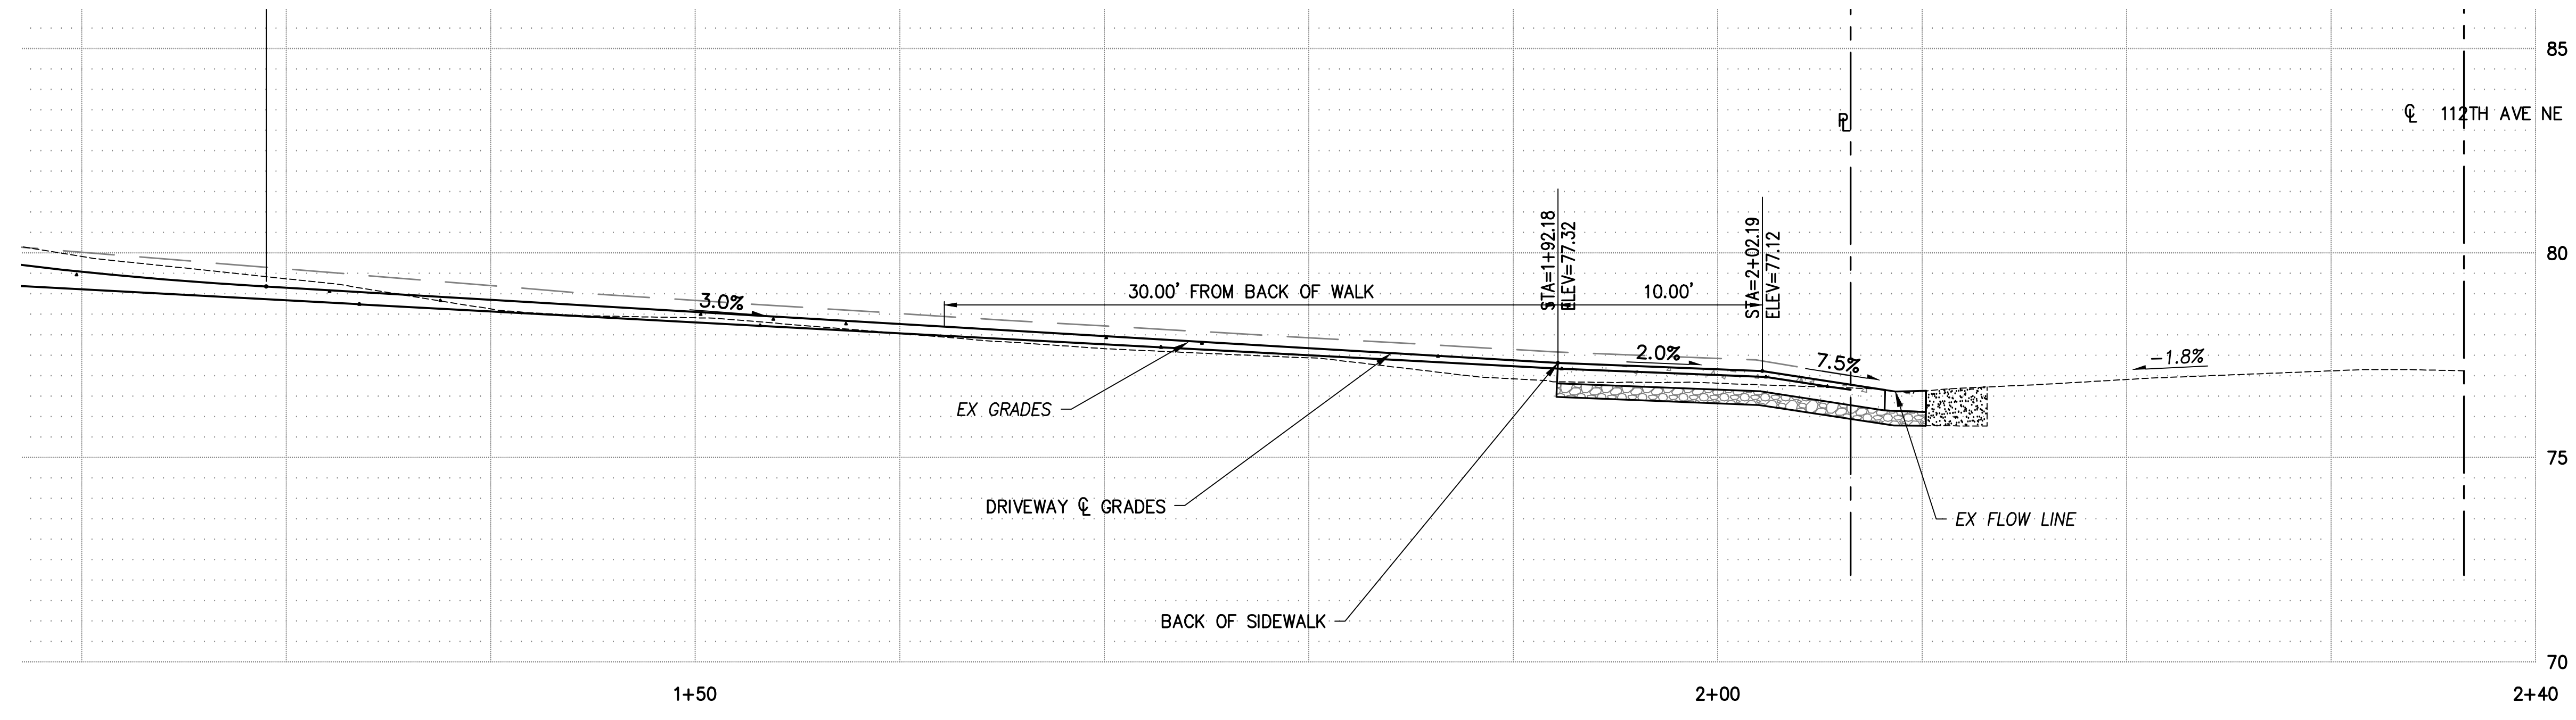 85
℄ 112TH AVE NE
℄
80
STA=1+92.18
ELEV=77.32
STA=2+02.19
ELEV=77.12
30.00' FROM BACK OF WALK
10.00'
3.0%
2.0%
7.5%
-1.8%
EX GRADES
75
DRIVEWAY ℄ GRADES
EX FLOW LINE
BACK OF SIDEWALK
70
1+50
2+00
2+40